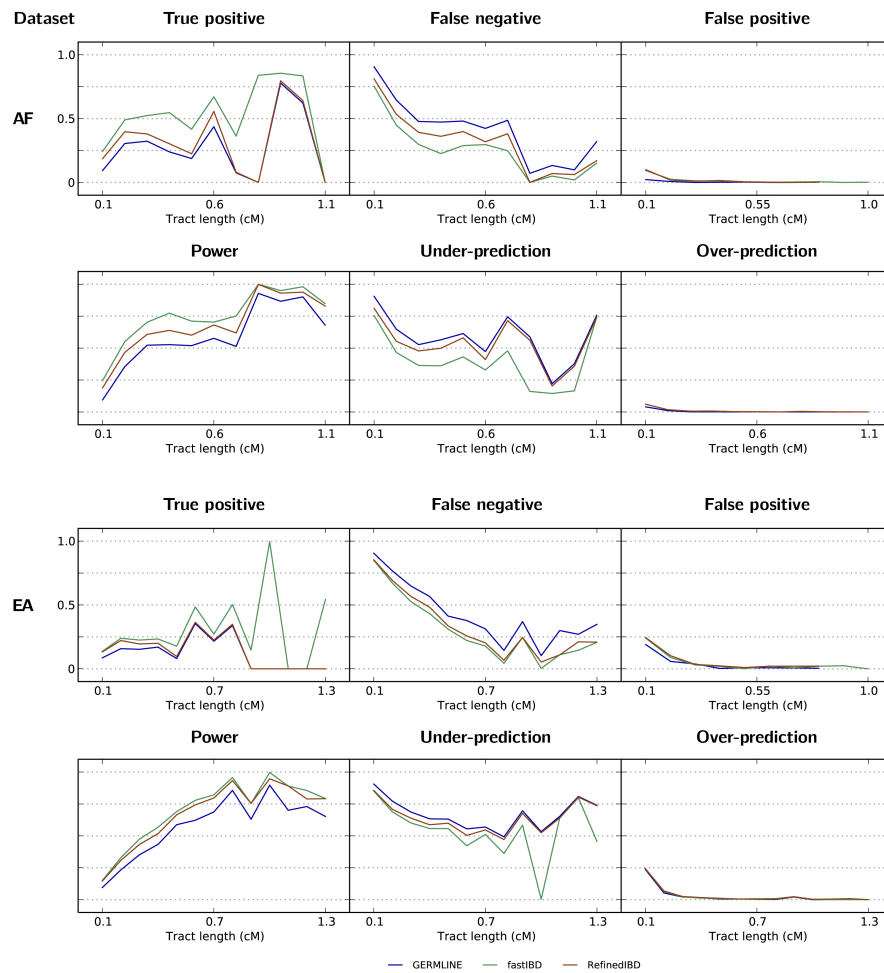 Dataset True positive False negative False positive
AF
1.0
0.5
0
0.1 0.6 1.1 0.1 0.6 1.1 0.1 0.55 1.0
Tract length (cM) Tract length (cM) Tract length (cM)
Power Under-prediction Over-prediction
0.1 0.6 1.1 0.1 0.6 1.1 0.1 0.6 1.1
Tract length (cM) Tract length (cM) Tract length (cM)
True positive False negative False positive
EA
1.0
0.5
0
0.1 0.7 1.3 0.1 0.7 1.3 0.1 0.55 1.0
Tract length (cM) Tract length (cM) Tract length (cM)
Power Under-prediction Over-prediction
0.1 0.7 1.3 0.1 0.7 1.3 0.1 0.7 1.3
Tract length (cM) Tract length (cM) Tract length (cM)
GERMLINE fastIBD RefinedIBD